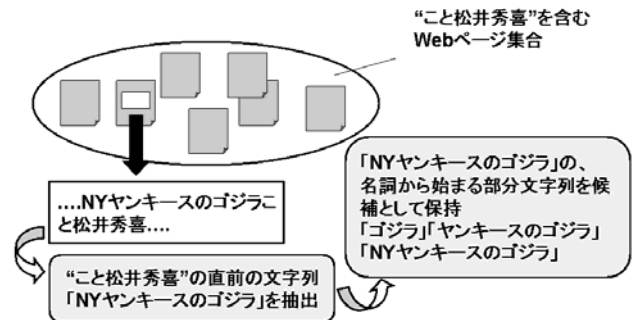 “こと松井秀喜”を含む
Webページ集合
….NYヤンキースのゴジラこ
と松井秀喜….
“こと松井秀喜”の直前の文字列
「NYヤンキースのゴジラ」を抽出
「NYヤンキースのゴジラ」の、
名詞から始まる部分文字列を候
補として保持
「ゴジラ」「ヤンキースのゴジラ」
「NYヤンキースのゴジラ」